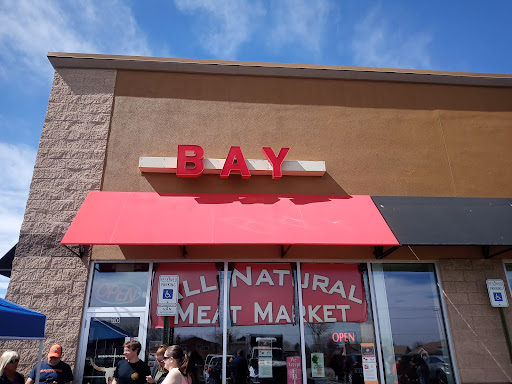 BAY
ALL NATURAL
MEAT MARKET
OPEN